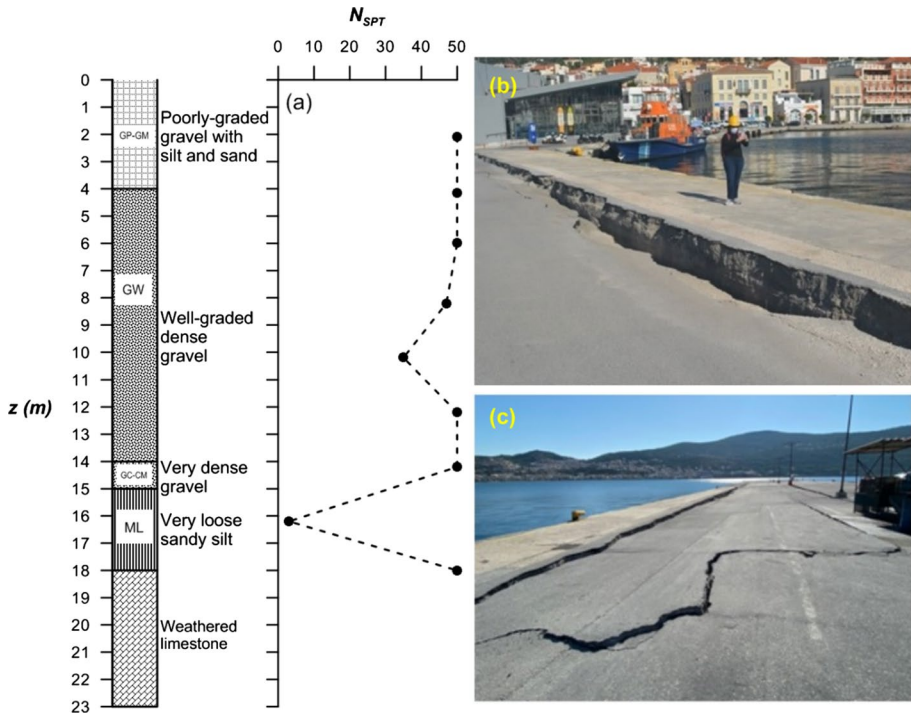 N_SPT
0 10 20 30 40 50
(a)
z (m)
0
1
2
3
4
5
6
7
8
9
10
11
12
13
14
15
16
17
18
19
20
21
22
23
GP-GM
Poorly-graded
gravel with
silt and sand
GW
Well-graded
dense
gravel
GC-CM
Very dense
gravel
ML
Very loose
sandy silt
Weathered
limestone
(b)
(c)